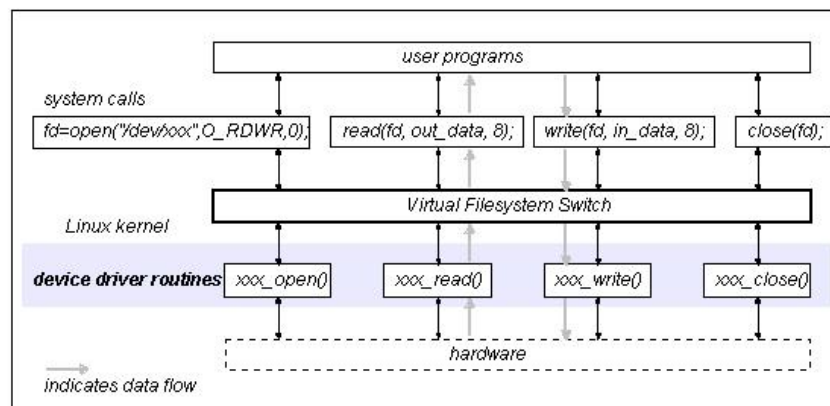 user programs
system calls
fd=open("/dev/xxx",O_RDWR,0);
read(fd, out_data, 8);
write(fd, in_data, 8);
close(fd);
Virtual Filesystem Switch
Linux kernel
device driver routines
xxx_open()
xxx_read()
xxx_write()
xxx_close()
hardware
indicates data flow